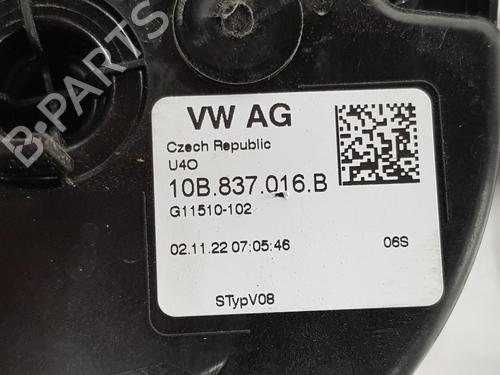 VW AG
Czech Republic
U4O
10B.837.016.B
G11510-102
02.11.22 07:05:46 06S
STypV08
B-PARTS